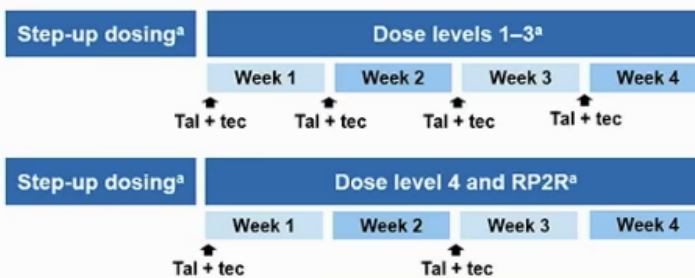 Step-up dosingᵃ Dose levels 1–3ᵃ
Week 1 Week 2 Week 3 Week 4
Tal + tec Tal + tec Tal + tec Tal + tec
Step-up dosingᵃ Dose level 4 and RP2Rᵃ
Week 1 Week 2 Week 3 Week 4
Tal + tec Tal + tec